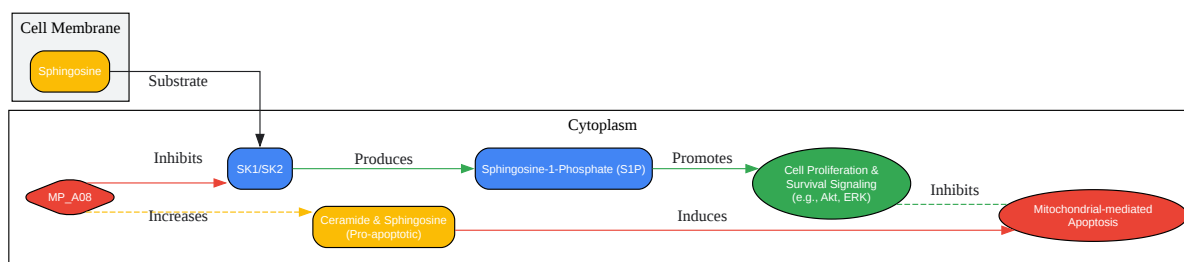 Cell Membrane
Sphingosine
Substrate
Cytoplasm
Inhibits
SK1/SK2
Produces
Sphingosine-1-Phosphate (S1P)
Promotes
Cell Proliferation &
Survival Signaling
(e.g., Akt, ERK)
Inhibits
MP_A08
Increases
Ceramide & Sphingosine
(Pro-apoptotic)
Induces
Mitochondrial-mediated
Apoptosis